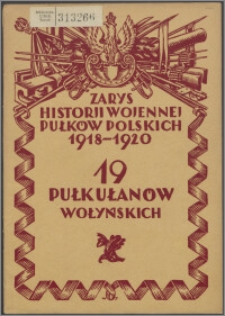 313266
ZARYS
HISTORJI WOJENNEJ
PUŁKÓW POLSKICH
1918-1920
19
PUŁK UŁANÓW
WOŁYŃSKICH